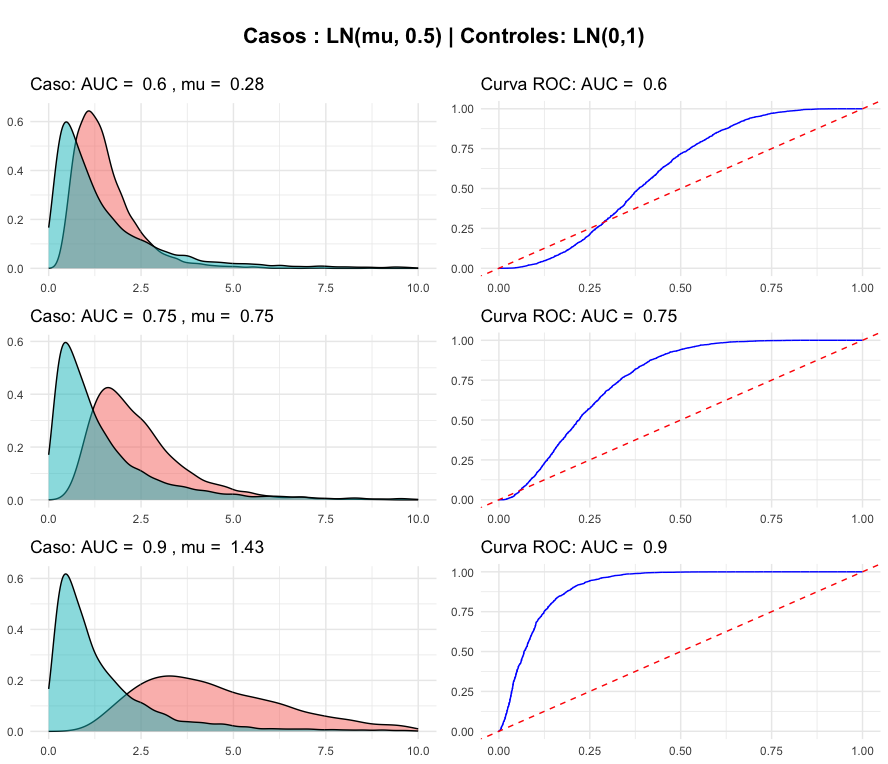 Casos : LN(mu, 0.5) | Controles: LN(0,1)
Caso: AUC =  0.6 , mu =  0.28
Curva ROC: AUC =  0.6
0.6
0.4
0.2
0.0
0.0 2.5 5.0 7.5 10.0
1.00
0.75
0.50
0.25
0.00
0.00 0.25 0.50 0.75 1.00
Caso: AUC =  0.75 , mu =  0.75
Curva ROC: AUC =  0.75
0.6
0.4
0.2
0.0
0.0 2.5 5.0 7.5 10.0
1.00
0.75
0.50
0.25
0.00
0.00 0.25 0.50 0.75 1.00
Caso: AUC =  0.9 , mu =  1.43
Curva ROC: AUC =  0.9
0.6
0.4
0.2
0.0
0.0 2.5 5.0 7.5 10.0
1.00
0.75
0.50
0.25
0.00
0.00 0.25 0.50 0.75 1.00